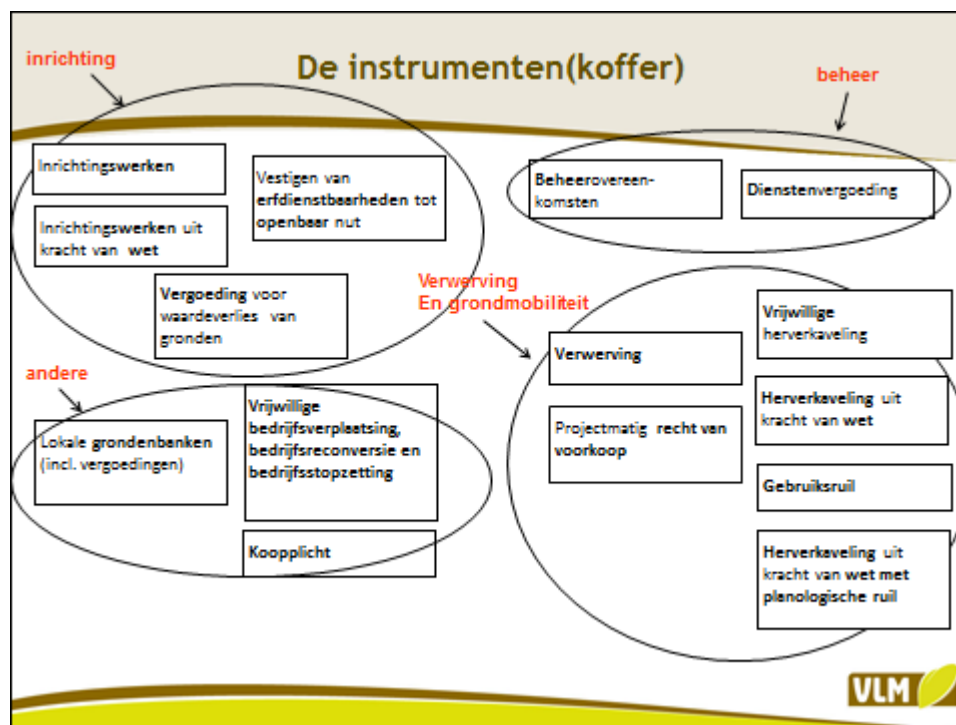 De instrumenten(koffer)
inrichting
Inrichtingswerken
Vestigen van
erfdienstbaarheden tot
openbaar nut
Inrichtingswerken uit
kracht van wet
Vergoeding voor
waardeverlies van
gronden
beheer
Beheerovereen-
komsten
Dienstenvergoeding
andere
Lokale grondenbanken
(incl. vergoedingen)
Vrijwillige
bedrijfsverplaatsing,
bedrijfsreconversie en
bedrijfsstopzetting
Koopplicht
Verwerving
En grondmobiliteit
Verwerving
Projectmatig recht van
voorkoop
Vrijwillige
herverkaveling
Herverkaveling uit
kracht van wet
Gebruiksruil
Herverkaveling uit
kracht van wet met
planologische ruil
VLM